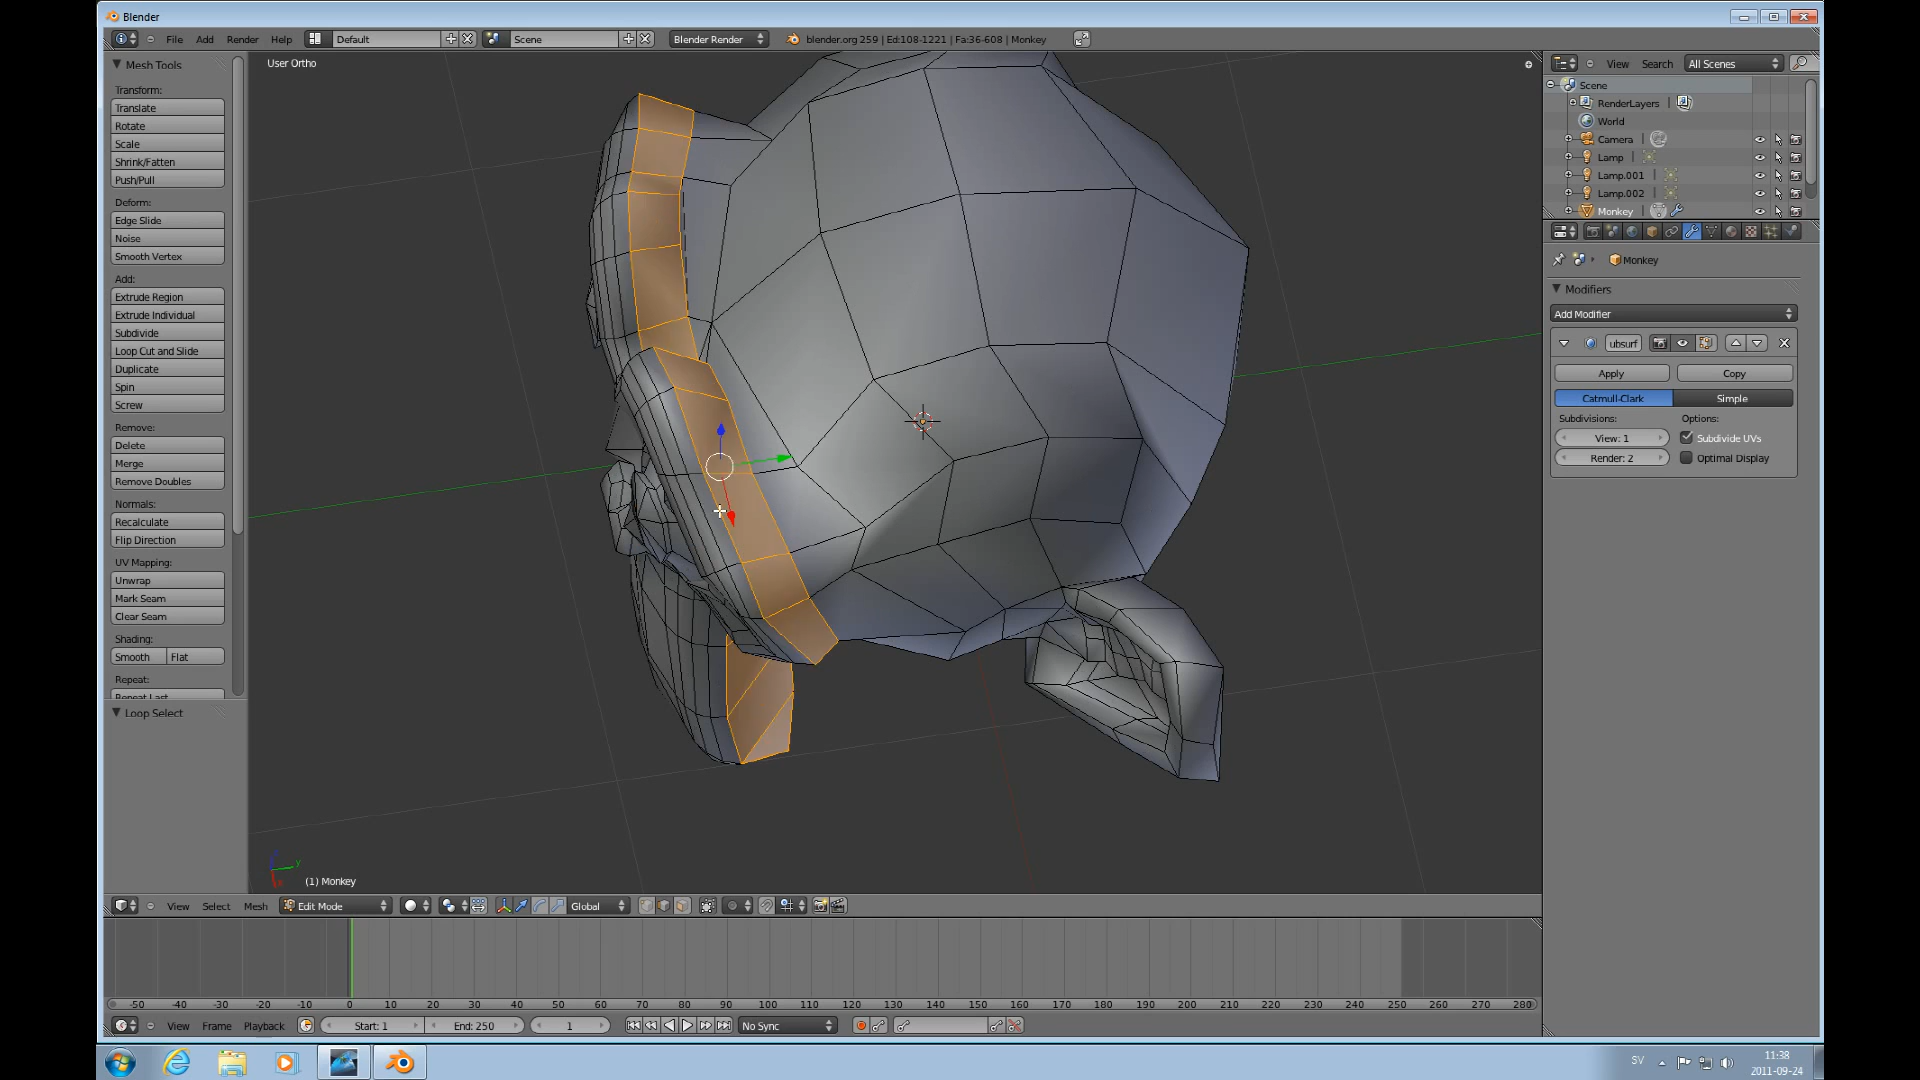 Blender
File Add Render Help Default Scene Blender Render blender.org 259 | Ed:108-1221 | Fa:36-608 | Monkey
Mesh Tools
Transform:
Translate
Rotate
Scale
Shrink/Fatten
Push/Pull
Deform:
Edge Slide
Noise
Smooth Vertex
Add:
Extrude Region
Extrude Individual
Subdivide
Loop Cut and Slide
Duplicate
Spin
Screw
Remove:
Delete
Merge
Remove Doubles
Normals:
Recalculate
Flip Direction
UV Mapping:
Unwrap
Mark Seam
Clear Seam
Shading:
Smooth Flat
Repeat:
Repeat Last
Loop Select
User Ortho
y
(1) Monkey
View Search All Scenes
Scene
RenderLayers
World
Camera
Lamp
Lamp.001
Lamp.002
Monkey
Monkey
Modifiers
Add Modifier
ubsurf
Apply Copy
Catmull-Clark Simple
Subdivisions: Options:
View: 1 Subdivide UVs
Render: 2 Optimal Display
View Select Mesh Edit Mode Global
-50 -40 -30 -20 -10 0 10 20 30 40 50 60 70 80 90 100 110 120 130 140 150 160 170 180 190 200 210 220 230 240 250 260 270 280
View Frame Playback Start: 1 End: 250 1 No Sync
SV 11:38
2011-09-24